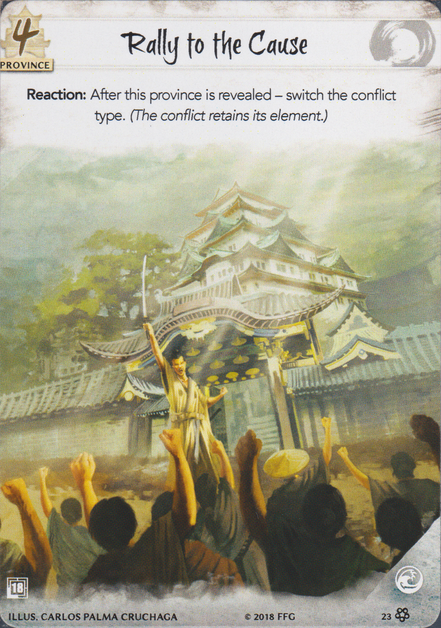 4
PROVINCE
Rally to the Cause
Reaction: After this province is revealed – switch the conflict
type. (The conflict retains its element.)
18
ILLUS. CARLOS PALMA CRUCHAGA © 2018 FFG 23